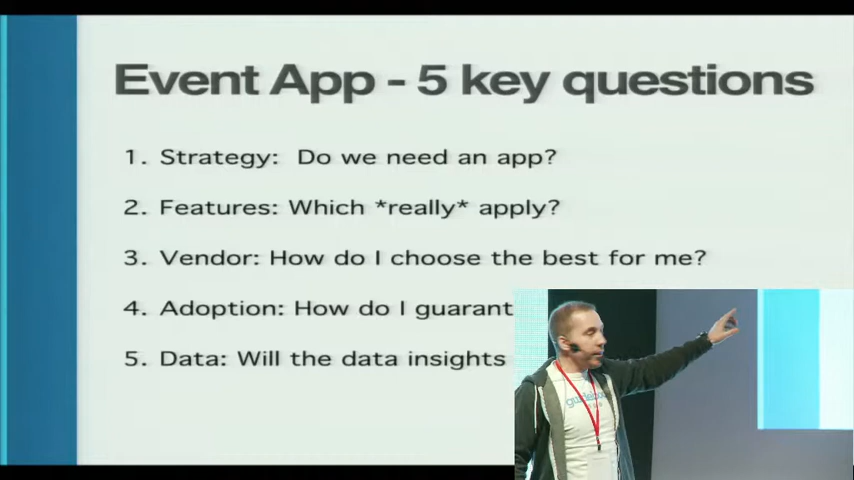 Event App - 5 key questions
1. Strategy: Do we need an app?
2. Features: Which *really* apply?
3. Vendor: How do I choose the best for me?
4. Adoption: How do I
5. Data: Will the data insights